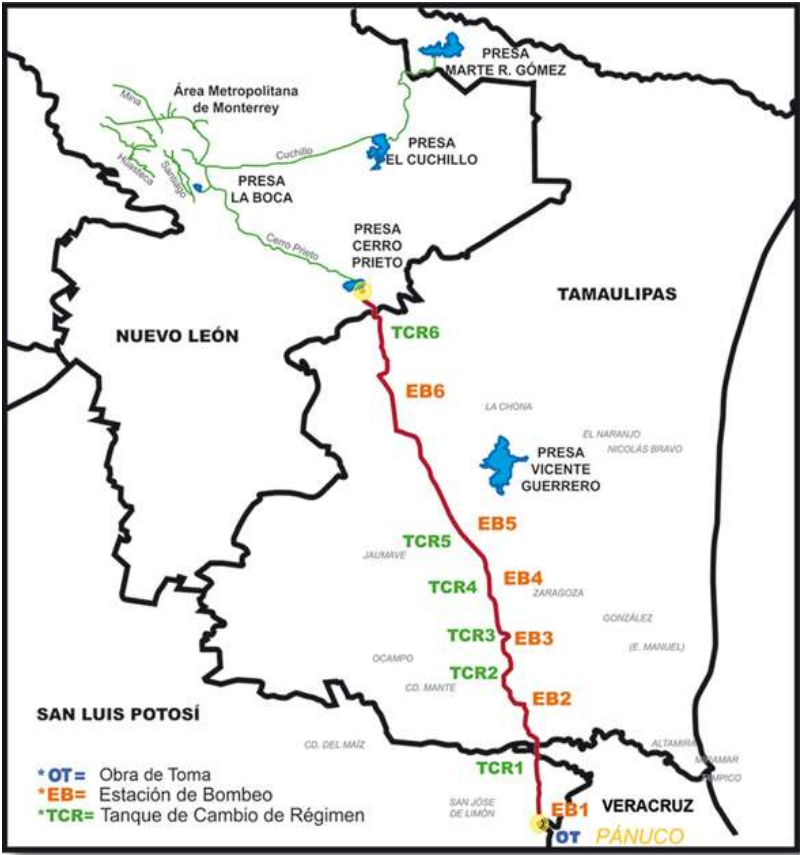 PRESA
MARTE R. GÓMEZ
Área Metropolitana
de Monterrey
Mina
Huasteca
Santiago
Cuchillo
PRESA
EL CUCHILLO
PRESA
LA BOCA
PRESA
CERRO
PRIETO
Cerro Prieto
TAMAULIPAS
NUEVO LEÓN
TCR6
EB6
LA CHONA
EL NARANJO
NICOLÁS BRAVO
PRESA
VICENTE
GUERRERO
EB5
TCR5
JAUMAVE
EB4
TCR4
ZARAGOZA
GONZÁLEZ
TCR3
EB3
(E. MANUEL)
OCAMPO
TCR2
CD. MANTE
EB2
SAN LUIS POTOSÍ
CD. DEL MAÍZ
ALTAMIRA
MIRAMAR
TAMPICO
TCR1
*OT= Obra de Toma
*EB= Estación de Bombeo
*TCR= Tanque de Cambio de Régimen
SAN JÓSE
DE LIMÓN
EB1
VERACRUZ
OT
PÁNUCO